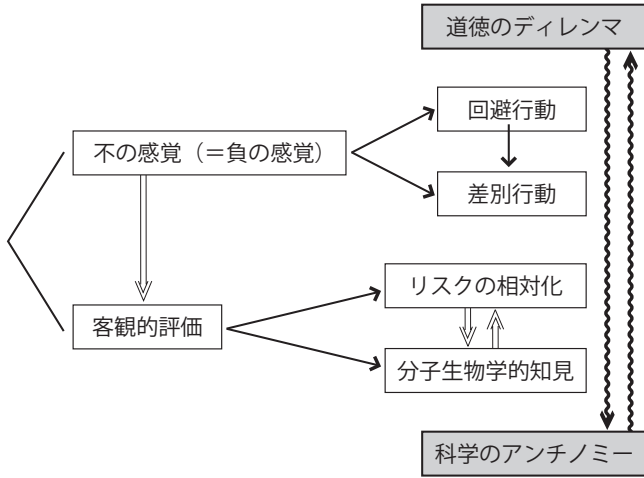 道徳のディレンマ
回避行動
不の感覚（＝負の感覚）
差別行動
リスクの相対化
客観的評価
分子生物学的知見
科学のアンチノミー